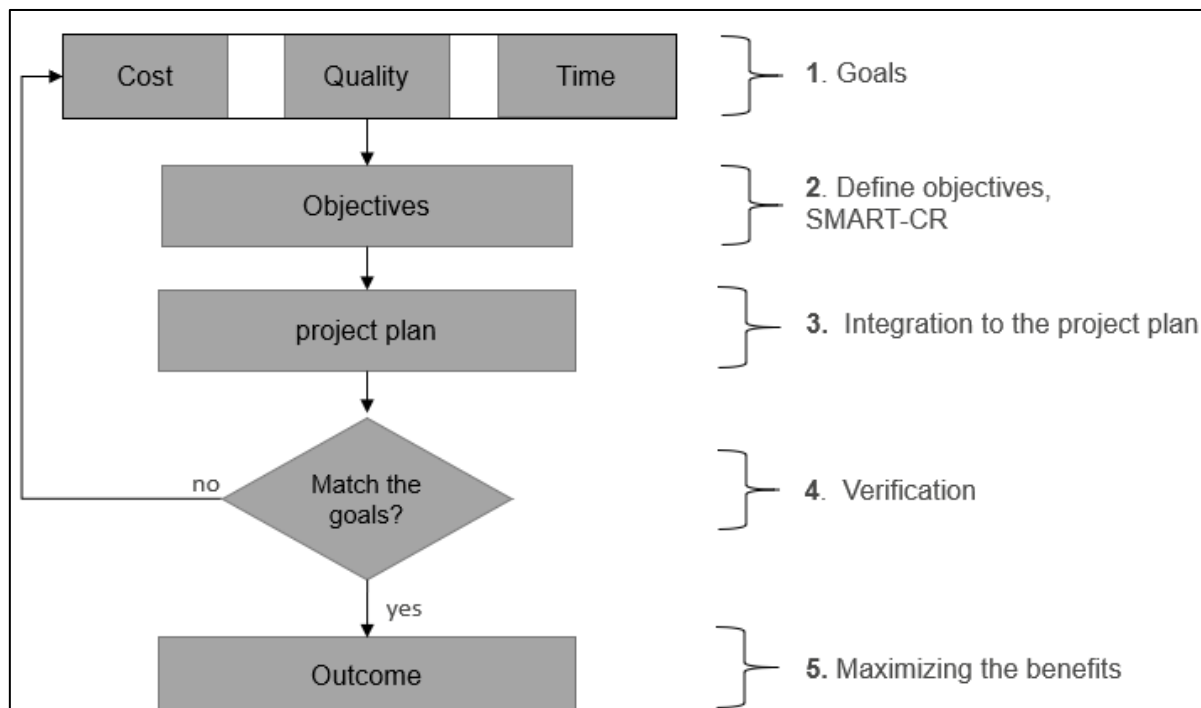 Cost Quality Time
1. Goals
Objectives
2. Define objectives,
SMART-CR
project plan
3. Integration to the project plan
no
Match the
goals?
4. Verification
yes
Outcome
5. Maximizing the benefits